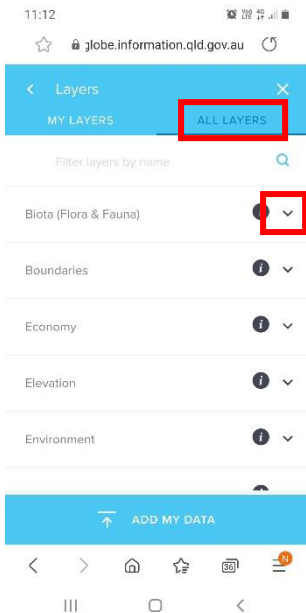 11:12
globe.information.qld.gov.au
Layers
MY LAYERS
ALL LAYERS
Filter layers by name
Biota (Flora & Fauna)
Boundaries
Economy
Elevation
Environment
ADD MY DATA
36
N